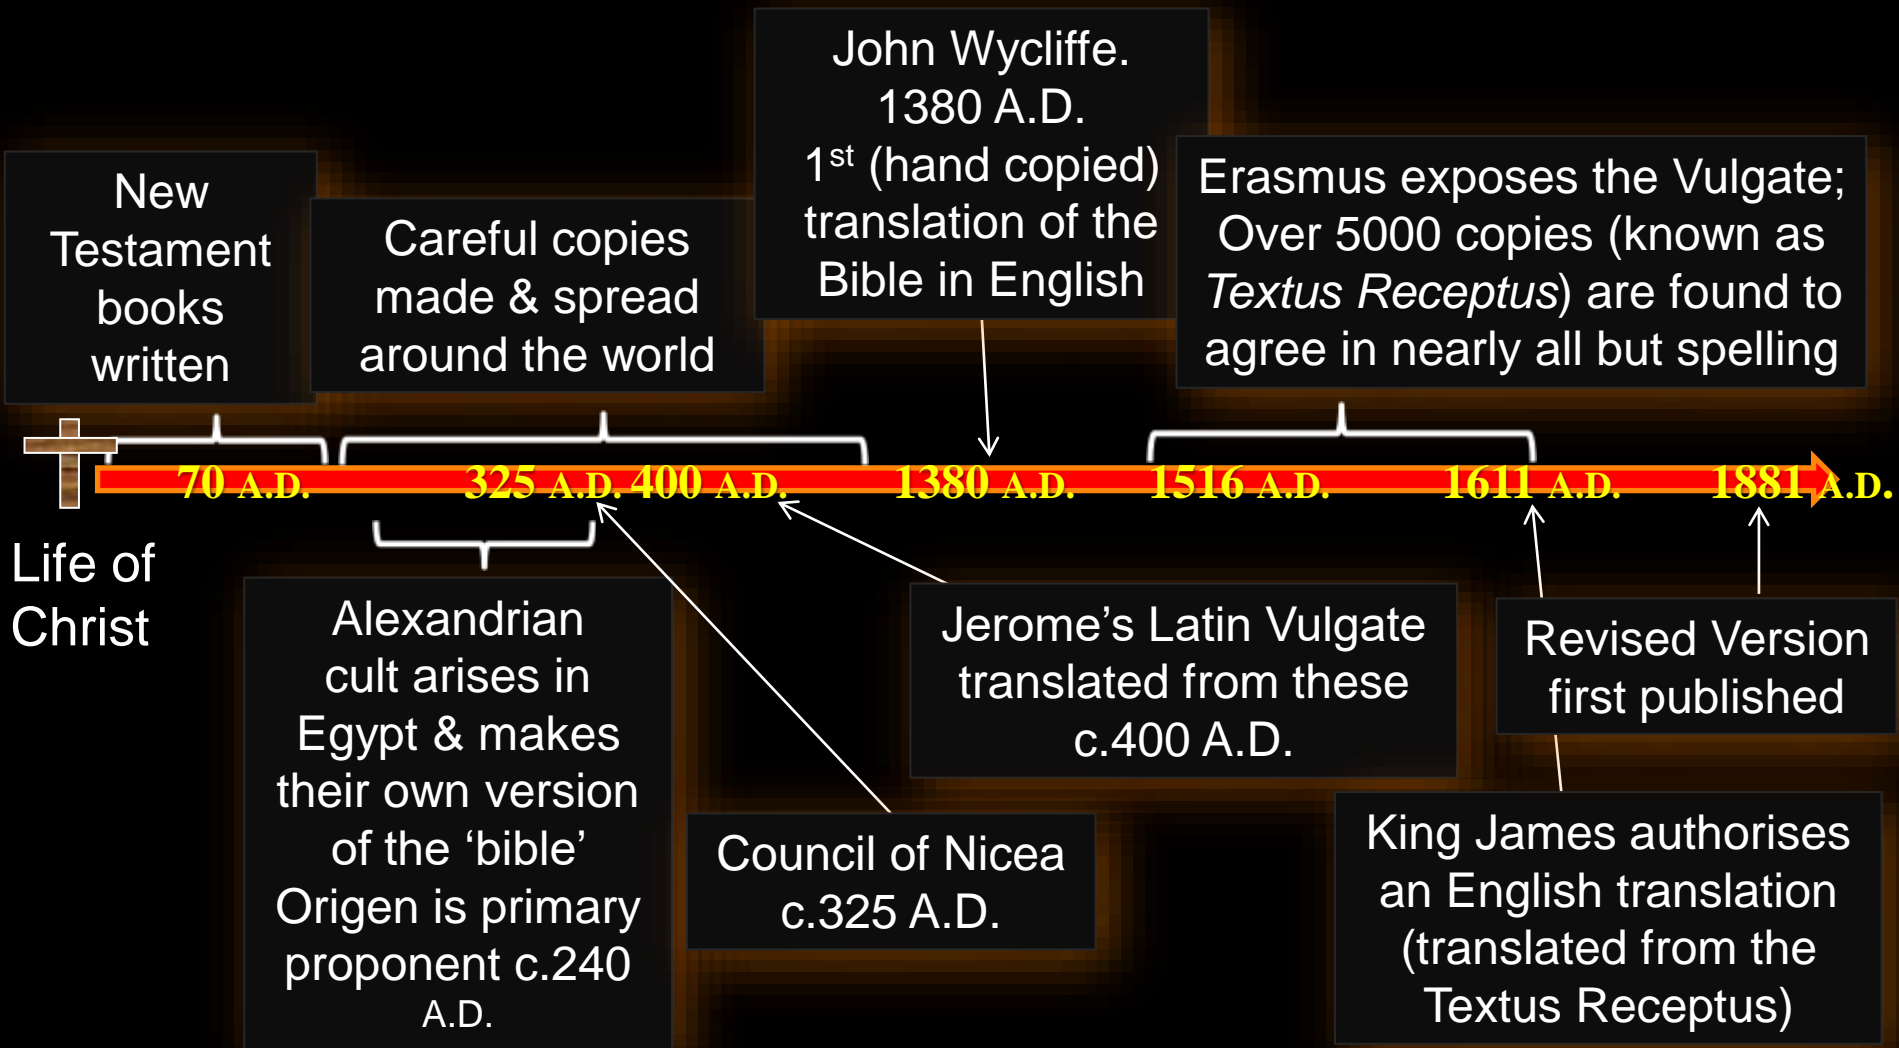 John Wycliffe.
1380 A.D.
1st (hand copied)
translation of the
Bible in English
New
Testament
books
written
Careful copies
made & spread
around the world
Erasmus exposes the Vulgate;
Over 5000 copies (known as
Textus Receptus) are found to
agree in nearly all but spelling
70 A.D.
325 A.D.
400 A.D.
1380 A.D.
1516 A.D.
1611 A.D.
1881 A.D.
Life of
Christ
Alexandrian
cult arises in
Egypt & makes
their own version
of the ‘bible’
Origen is primary
proponent c.240
A.D.
Council of Nicea
c.325 A.D.
Jerome’s Latin Vulgate
translated from these
c.400 A.D.
Revised Version
first published
King James authorises
an English translation
(translated from the
Textus Receptus)